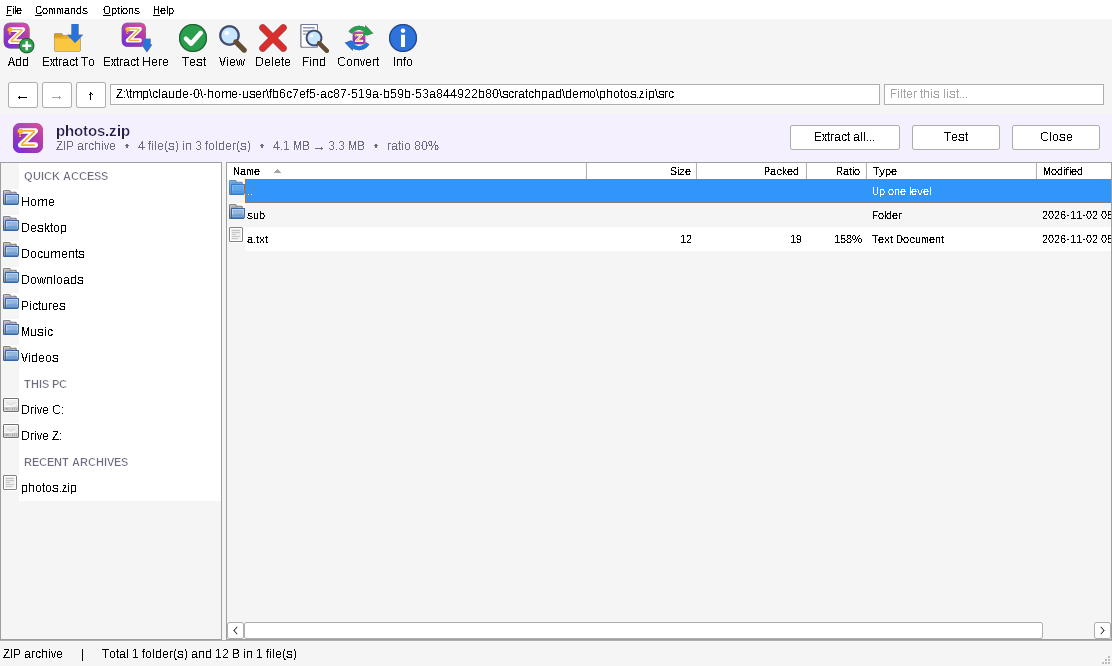 File Commands Options Help
Add Extract To Extract Here Test View Delete Find Convert Info
← → ↑ Z:\tmp\claude-0\-home-user\fb6c7ef5-ac87-519a-b59b-53a844922b80\scratchpad\demo\photos.zip\src Filter this list...
photos.zip
ZIP archive • 4 file(s) in 3 folder(s) • 4.1 MB → 3.3 MB • ratio 80%
Extract all... Test Close
QUICK ACCESS
Home
Desktop
Documents
Downloads
Pictures
Music
Videos
THIS PC
Drive C:
Drive Z:
RECENT ARCHIVES
photos.zip
Name Size Packed Ratio Type Modified
.. Up one level
sub Folder 2026-11-02
a.txt 12 19 158% Text Document 2026-11-02
ZIP archive | Total 1 folder(s) and 12 B in 1 file(s)